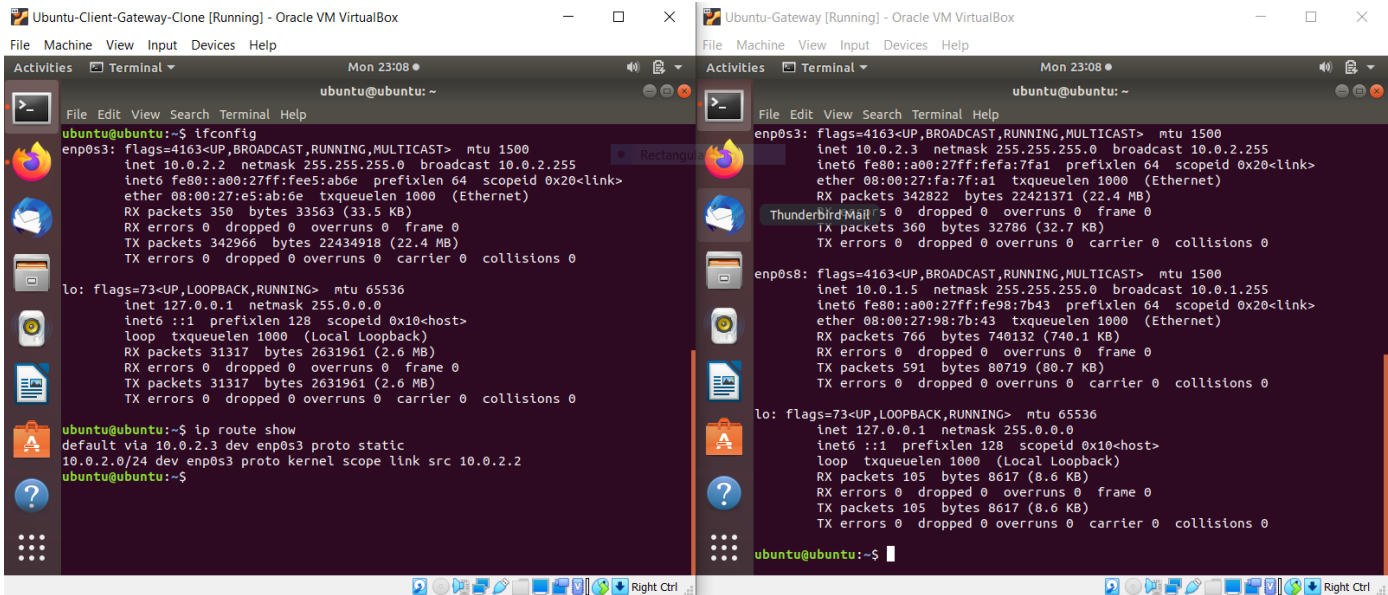 Ubuntu-Client-Gateway-Clone [Running] - Oracle VM VirtualBox
File Machine View Input Devices Help
Activities Terminal Mon 23:08
ubuntu@ubuntu: ~
File Edit View Search Terminal Help
ubuntu@ubuntu:~$ ifconfig
enp0s3: flags=4163<UP,BROADCAST,RUNNING,MULTICAST>  mtu 1500
        inet 10.0.2.2  netmask 255.255.255.0  broadcast 10.0.2.255
        inet6 fe80::a00:27ff:fee5:ab6e  prefixlen 64  scopeid 0x20<link>
        ether 08:00:27:e5:ab:6e  txqueuelen 1000  (Ethernet)
        RX packets 350  bytes 33563 (33.5 KB)
        RX errors 0  dropped 0  overruns 0  frame 0
        TX packets 342966  bytes 22434918 (22.4 MB)
        TX errors 0  dropped 0 overruns 0  carrier 0  collisions 0
lo: flags=73<UP,LOOPBACK,RUNNING>  mtu 65536
        inet 127.0.0.1  netmask 255.0.0.0
        inet6 ::1  prefixlen 128  scopeid 0x10<host>
        loop  txqueuelen 1000  (Local Loopback)
        RX packets 31317  bytes 2631961 (2.6 MB)
        RX errors 0  dropped 0  overruns 0  frame 0
        TX packets 31317  bytes 2631961 (2.6 MB)
        TX errors 0  dropped 0 overruns 0  carrier 0  collisions 0
ubuntu@ubuntu:~$ ip route show
default via 10.0.2.3 dev enp0s3 proto static
10.0.2.0/24 dev enp0s3 proto kernel scope link src 10.0.2.2
ubuntu@ubuntu:~$
Right Ctrl
Ubuntu-Gateway [Running] - Oracle VM VirtualBox
File Machine View Input Devices Help
Activities Terminal Mon 23:08
ubuntu@ubuntu: ~
File Edit View Search Terminal Help
enp0s3: flags=4163<UP,BROADCAST,RUNNING,MULTICAST>  mtu 1500
        inet 10.0.2.3  netmask 255.255.255.0  broadcast 10.0.2.255
        inet6 fe80::a00:27ff:fefa:7fa1  prefixlen 64  scopeid 0x20<link>
        ether 08:00:27:fa:7f:a1  txqueuelen 1000  (Ethernet)
        RX packets 342822  bytes 22421371 (22.4 MB)
Thunderbird Mail 0  dropped 0  overruns 0  frame 0
        TX packets 360  bytes 32786 (32.7 KB)
        TX errors 0  dropped 0 overruns 0  carrier 0  collisions 0
enp0s8: flags=4163<UP,BROADCAST,RUNNING,MULTICAST>  mtu 1500
        inet 10.0.1.5  netmask 255.255.255.0  broadcast 10.0.1.255
        inet6 fe80::a00:27ff:fe98:7b43  prefixlen 64  scopeid 0x20<link>
        ether 08:00:27:98:7b:43  txqueuelen 1000  (Ethernet)
        RX packets 766  bytes 740132 (740.1 KB)
        RX errors 0  dropped 0  overruns 0  frame 0
        TX packets 591  bytes 80719 (80.7 KB)
        TX errors 0  dropped 0 overruns 0  carrier 0  collisions 0
lo: flags=73<UP,LOOPBACK,RUNNING>  mtu 65536
        inet 127.0.0.1  netmask 255.0.0.0
        inet6 ::1  prefixlen 128  scopeid 0x10<host>
        loop  txqueuelen 1000  (Local Loopback)
        RX packets 105  bytes 8617 (8.6 KB)
        RX errors 0  dropped 0  overruns 0  frame 0
        TX packets 105  bytes 8617 (8.6 KB)
        TX errors 0  dropped 0 overruns 0  carrier 0  collisions 0
ubuntu@ubuntu:~$
Right Ctrl